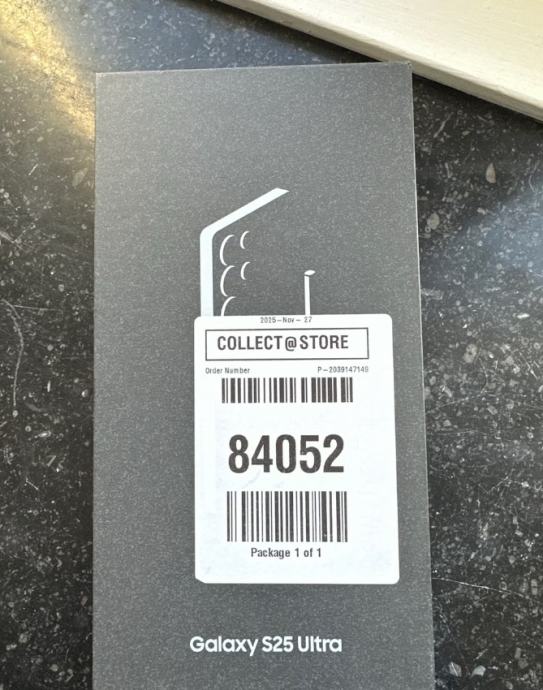 2025-Nov-27
COLLECT@STORE
Order Number P-2039147149
84052
Package 1 of 1
Galaxy S25 Ultra